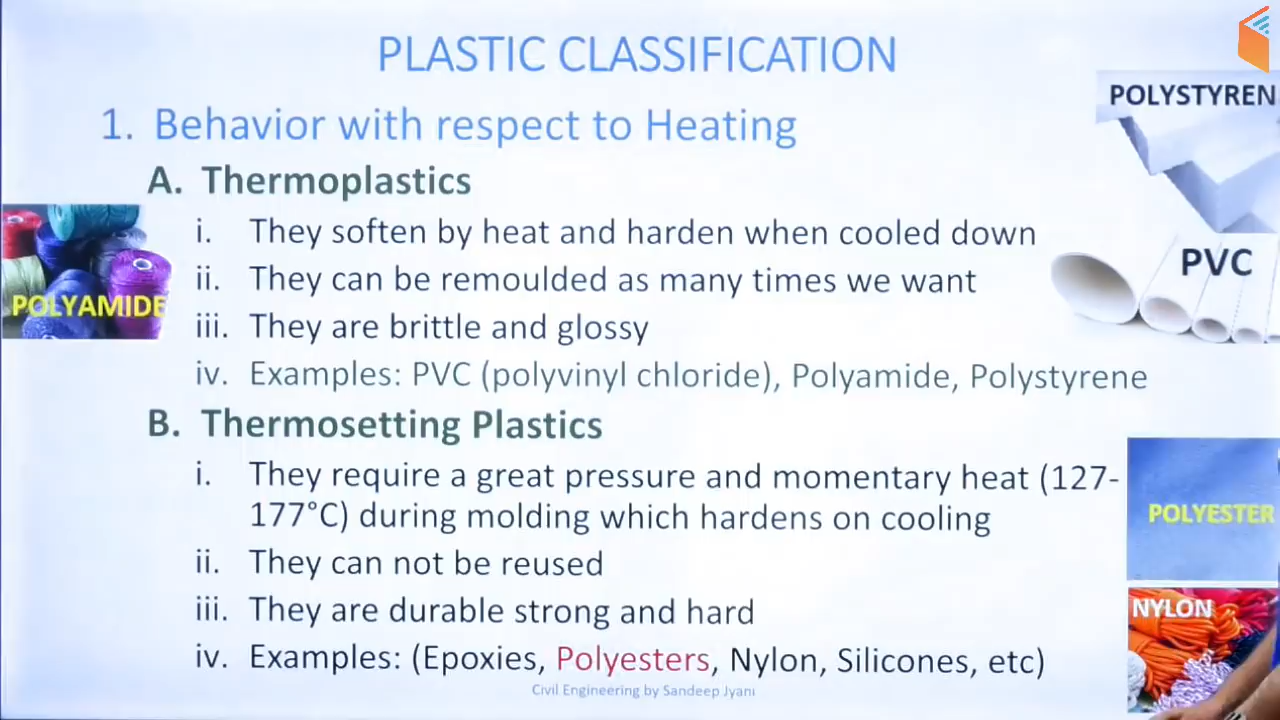 PLASTIC CLASSIFICATION
1. Behavior with respect to Heating
A. Thermoplastics
i. They soften by heat and harden when cooled down
ii. They can be remoulded as many times we want
iii. They are brittle and glossy
iv. Examples: PVC (polyvinyl chloride), Polyamide, Polystyrene
B. Thermosetting Plastics
i. They require a great pressure and momentary heat (127-
177°C) during molding which hardens on cooling
ii. They can not be reused
iii. They are durable strong and hard
iv. Examples: (Epoxies, Polyesters, Nylon, Silicones, etc)
Civil Engineering by Sandeep Jyani
POLYAMIDE
POLYSTYREN
PVC
POLYESTER
NYLON